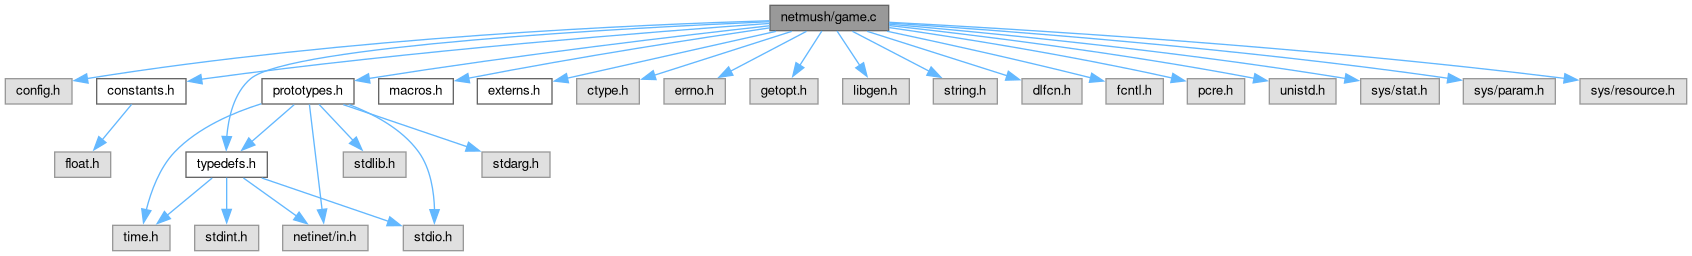 netmush/game.c
config.h
constants.h
prototypes.h
macros.h
externs.h
ctype.h
errno.h
getopt.h
libgen.h
string.h
dlfcn.h
fcntl.h
pcre.h
unistd.h
sys/stat.h
sys/param.h
sys/resource.h
float.h
typedefs.h
stdlib.h
stdarg.h
time.h
stdint.h
netinet/in.h
stdio.h